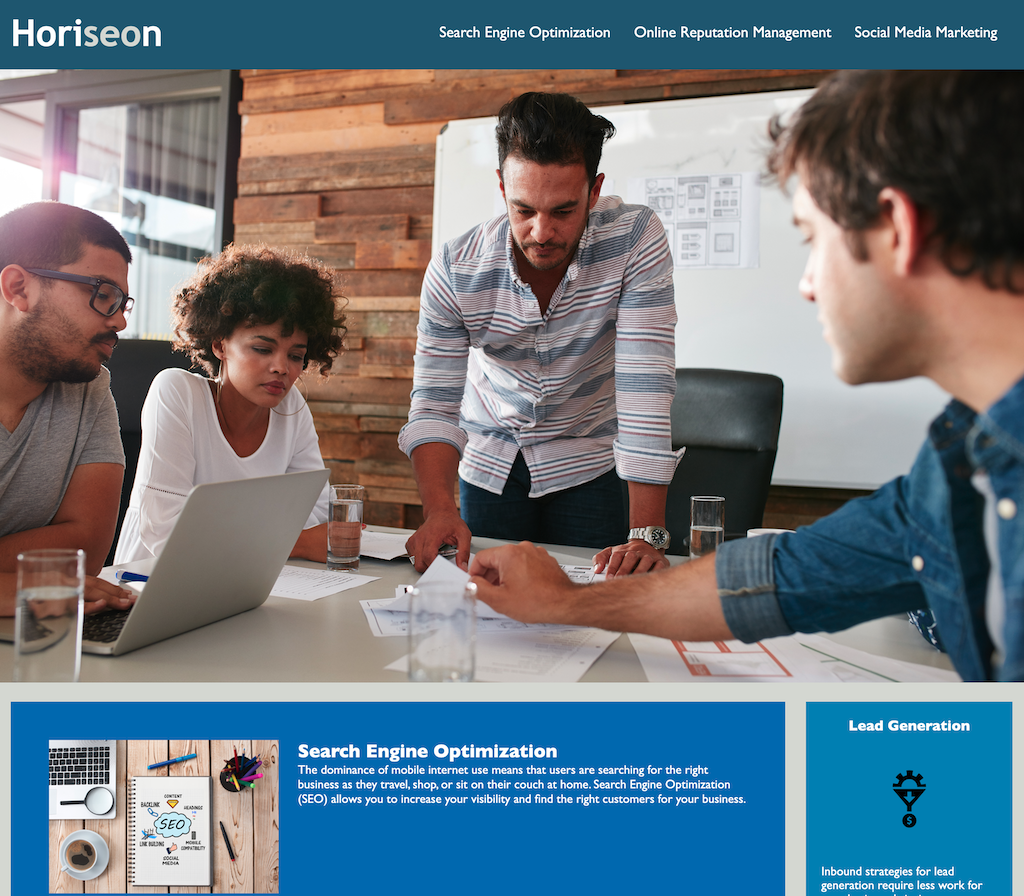 Horiseon
Search Engine Optimization
Online Reputation Management
Social Media Marketing
Search Engine Optimization
The dominance of mobile internet use means that users are searching for the right
business as they travel, shop, or sit on their couch at home. Search Engine Optimization
(SEO) allows you to increase your visibility and find the right customers for your business.
CONTENT
BACKLINK
HEADINGS
SEO
LINK BUILDING
MOBILE
COMPATIBILITY
SOCIAL
MEDIA
Lead Generation
Inbound strategies for lead
generation require less work for